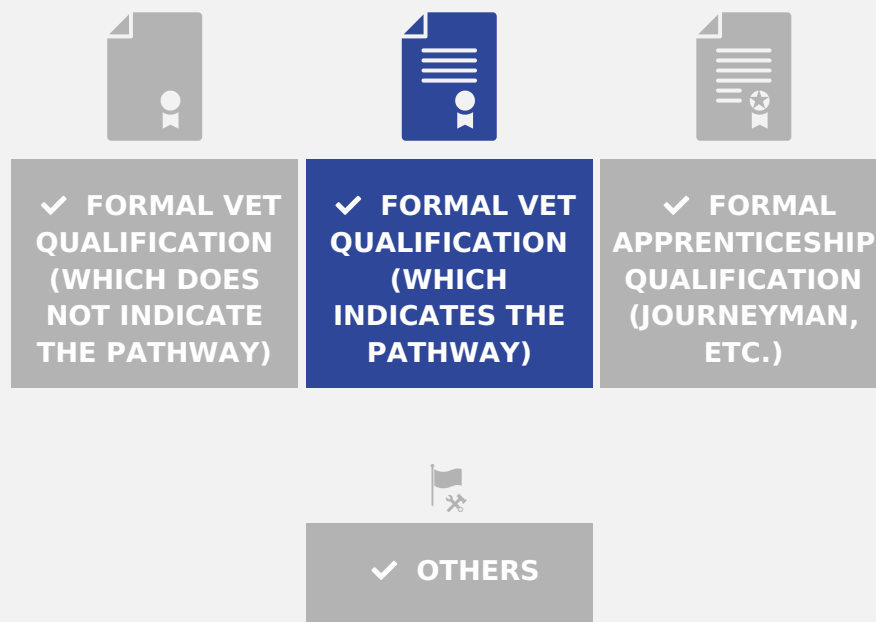 ✓ FORMAL VET
QUALIFICATION
(WHICH DOES
NOT INDICATE
THE PATHWAY)
✓ FORMAL VET
QUALIFICATION
(WHICH
INDICATES THE
PATHWAY)
✓ FORMAL
APPRENTICESHIP
QUALIFICATION
(JOURNEYMAN,
ETC.)
✓ OTHERS